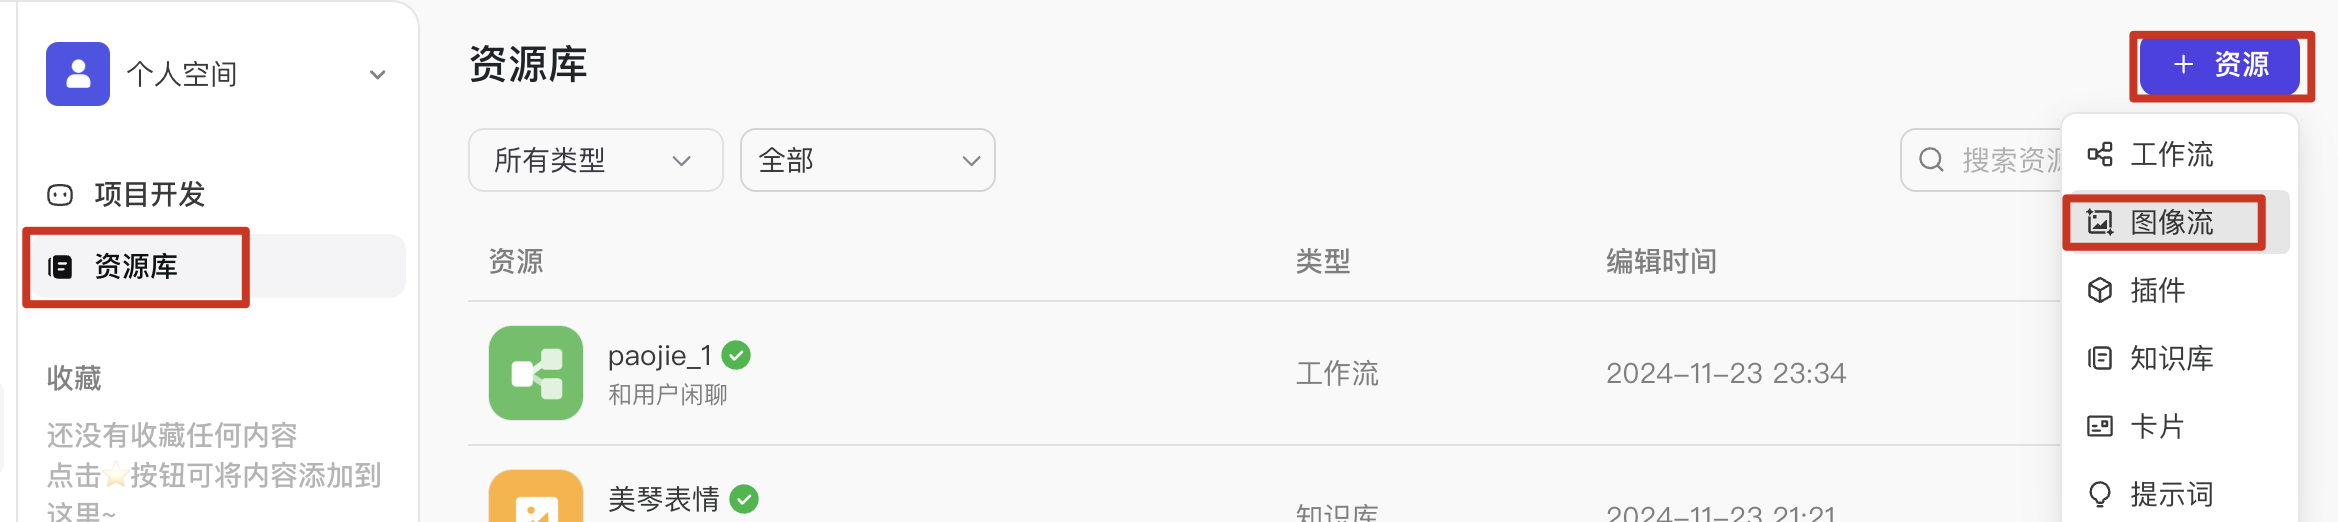 个人空间
项目开发
资源库
收藏
还没有收藏任何内容
点击⭐按钮可将内容添加到
这里~
资源库
+ 资源
所有类型
全部
搜索资源
资源
类型
编辑时间
paojie_1
和用户闲聊
工作流
2024-11-23 23:34
美琴表情
知识库
2024-11-23 21:21
工作流
图像流
插件
知识库
卡片
提示词